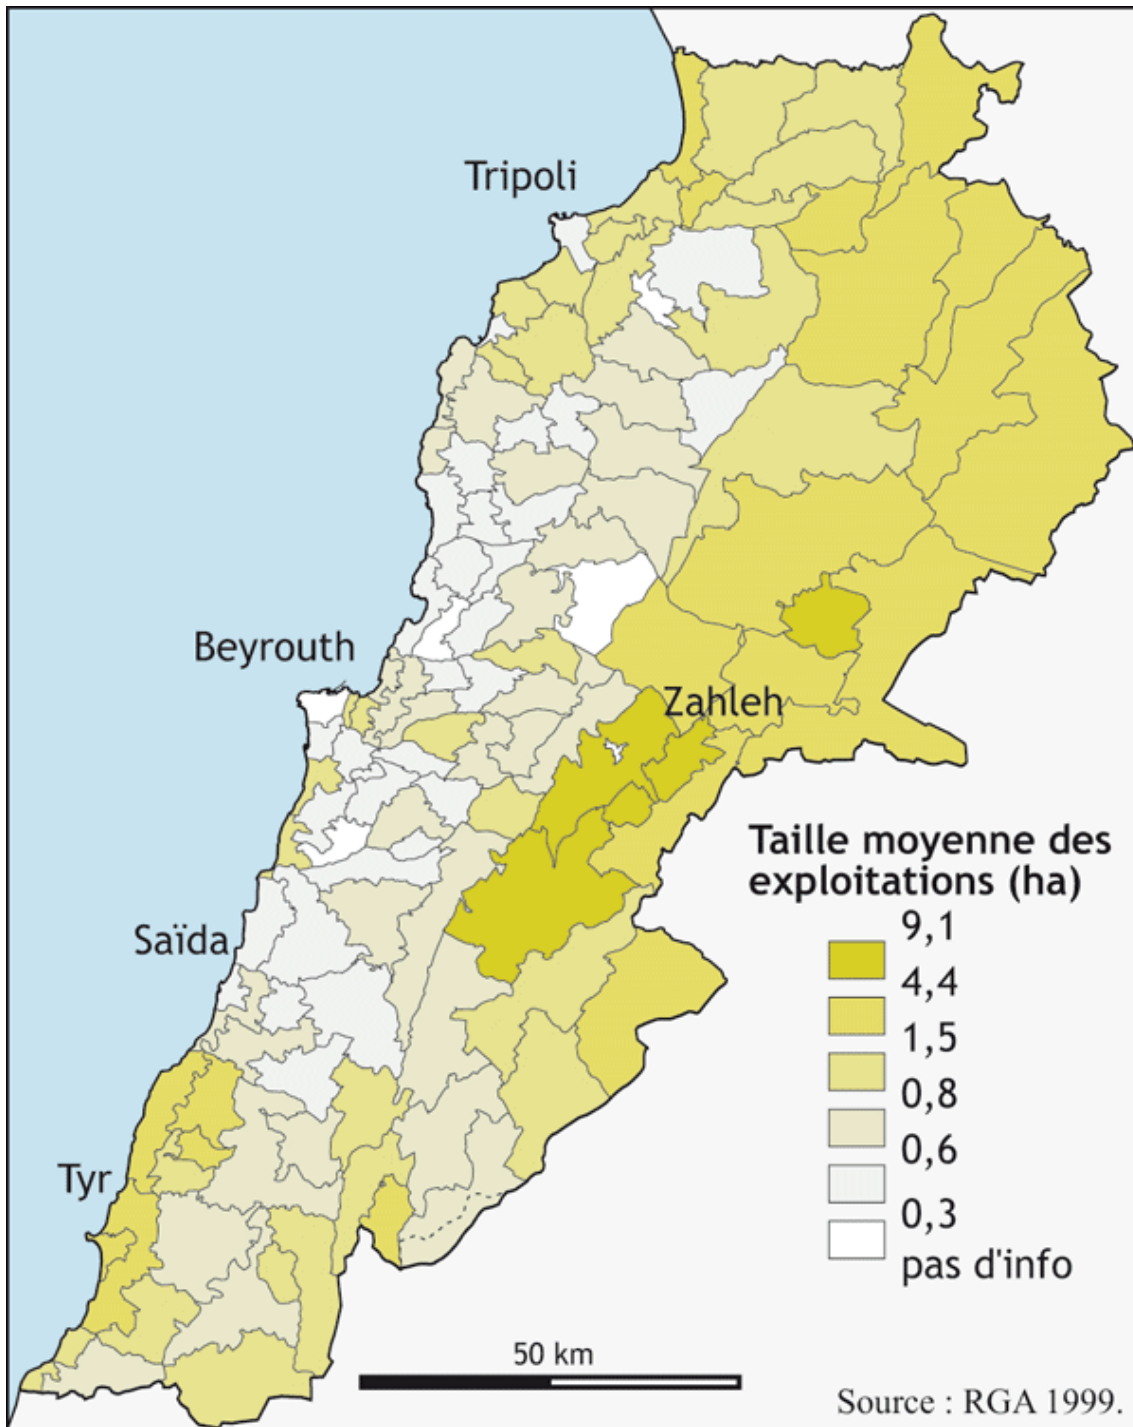 Tripoli
Beyrouth
Zahleh
Saïda
Tyr
Taille moyenne des
exploitations (ha)
9,1
4,4
1,5
0,8
0,6
0,3
pas d'info
50 km
Source : RGA 1999.